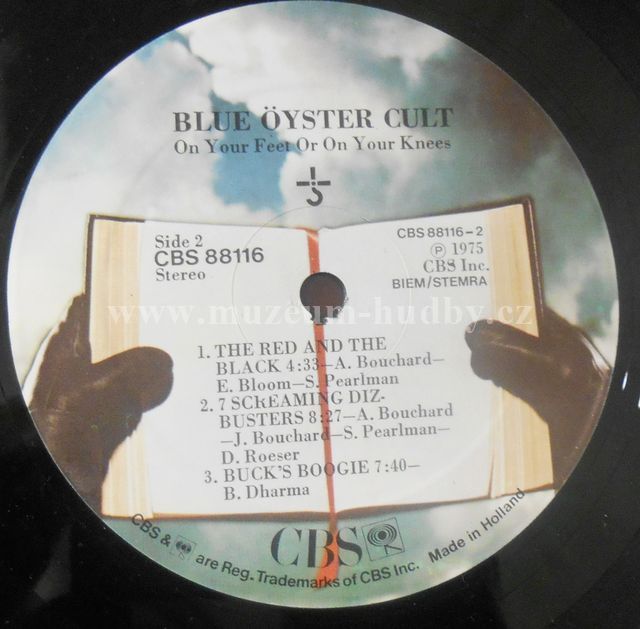 BLUE ÖYSTER CULT
On Your Feet Or On Your Knees
Side 2
CBS 88116
Stereo
CBS 88116-2
Ⓟ 1975
CBS Inc.
BIEM/STEMRA
www.muzeum-hudby.cz
1. THE RED AND THE
BLACK 4:33—A. Bouchard—
E. Bloom—S. Pearlman
2. 7 SCREAMING DIZ-
BUSTERS 8:27—A. Bouchard
—J. Bouchard—S. Pearlman—
D. Roeser
3. BUCK'S BOOGIE 7:40—
B. Dharma
CBS
CBS & are Reg. Trademarks of CBS Inc. Made in Holland